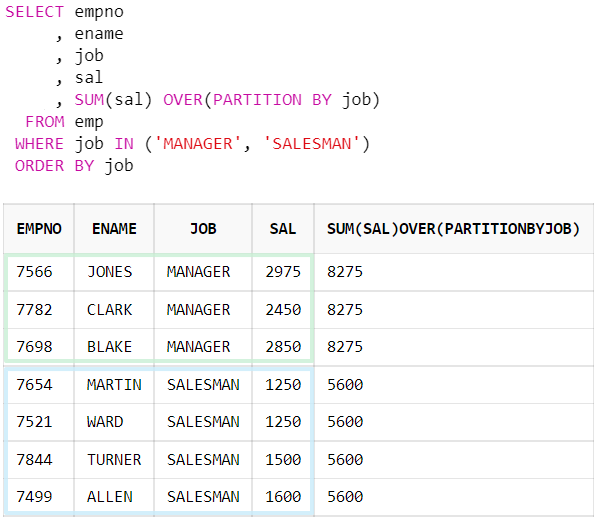 SELECT empno
, ename
, job
, sal
, SUM(sal) OVER(PARTITION BY job)
FROM emp
WHERE job IN ('MANAGER', 'SALESMAN')
ORDER BY job
EMPNO ENAME JOB SAL SUM(SAL)OVER(PARTITIONBYJOB)
7566 JONES MANAGER 2975 8275
7782 CLARK MANAGER 2450 8275
7698 BLAKE MANAGER 2850 8275
7654 MARTIN SALESMAN 1250 5600
7521 WARD SALESMAN 1250 5600
7844 TURNER SALESMAN 1500 5600
7499 ALLEN SALESMAN 1600 5600